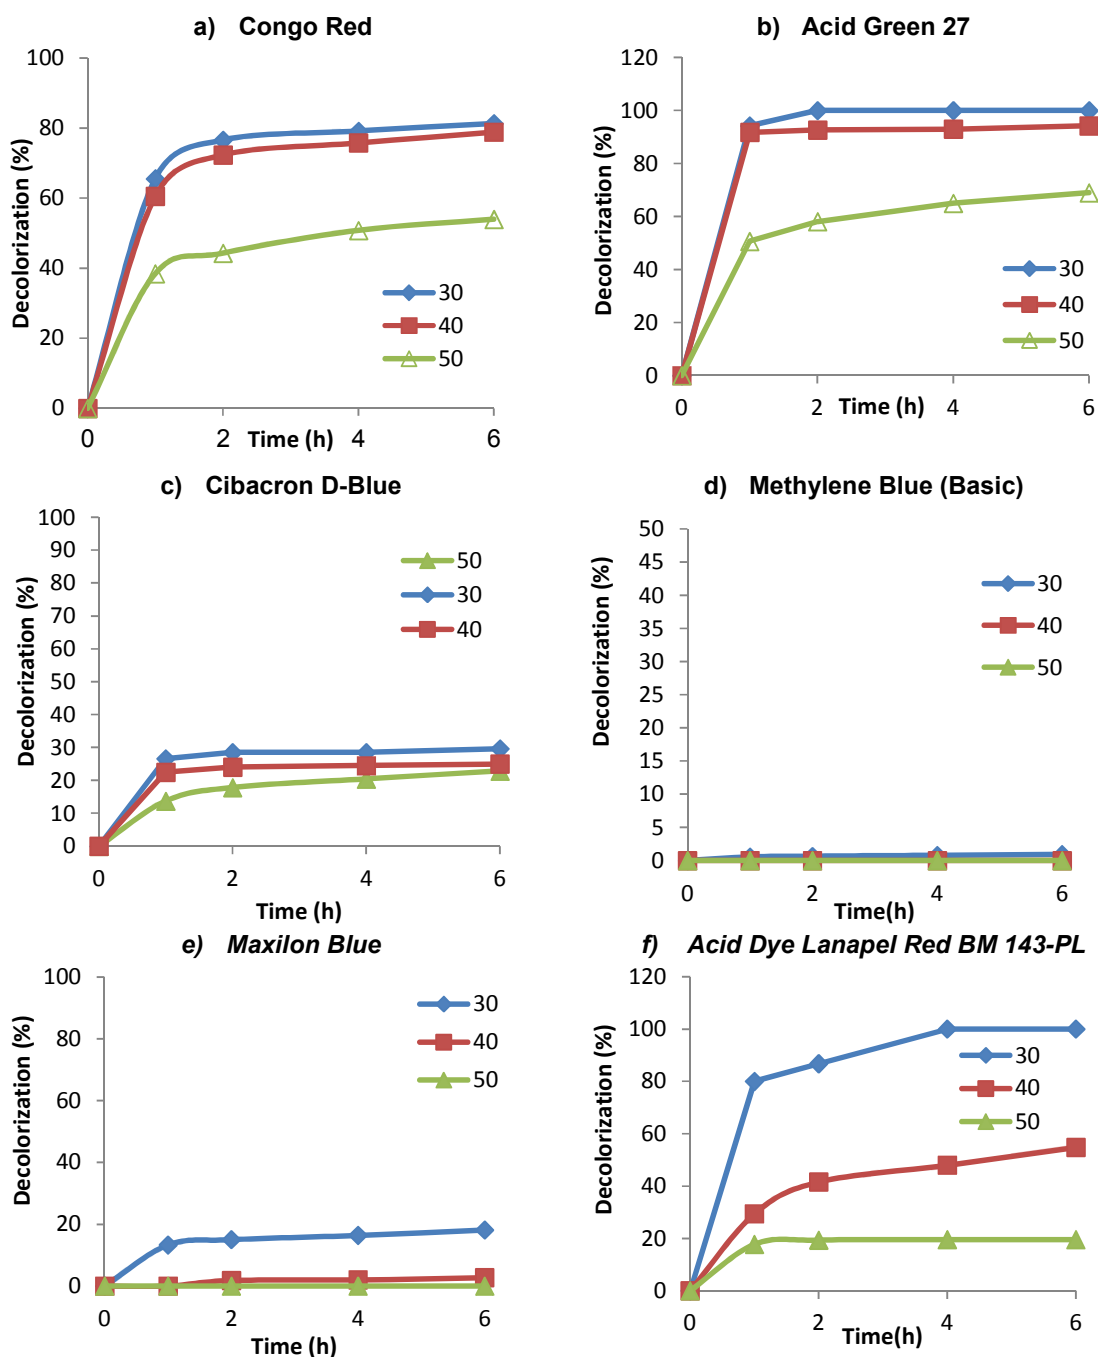 a) Congo Red
Decolorization (%)
100
80
60
40
20
0
0 2 4 6
Time (h)
30
40
50
b) Acid Green 27
Decolorization (%)
120
100
80
60
40
20
0
0 2 4 6
Time (h)
30
40
50
c) Cibacron D-Blue
Decolorization (%)
100
90
80
70
60
50
40
30
20
10
0
0 2 4 6
Time (h)
50
30
40
d) Methylene Blue (Basic)
Decolorization (%)
50
45
40
35
30
25
20
15
10
5
0
0 2 4 6
Time(h)
30
40
50
e) Maxilon Blue
Decolorization (%)
100
80
60
40
20
0
0 2 4 6
Time (h)
30
40
50
f) Acid Dye Lanapel Red BM 143-PL
Decolorization (%)
120
100
80
60
40
20
0
0 2 4 6
Time(h)
30
40
50